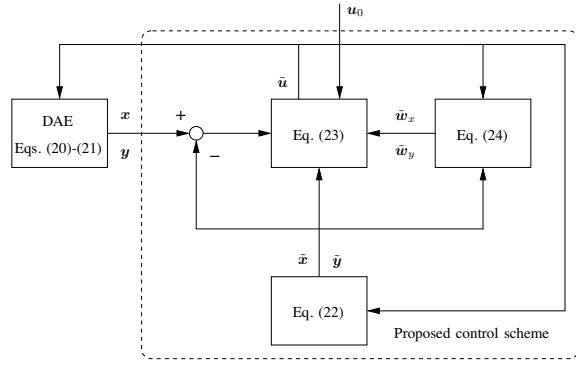 u₀
ũ
DAE
Eqs. (20)-(21)
x
y
+
−
Eq. (23)
w̃ₓ
w̃ᵧ
Eq. (24)
x̃ ỹ
Eq. (22)
Proposed control scheme